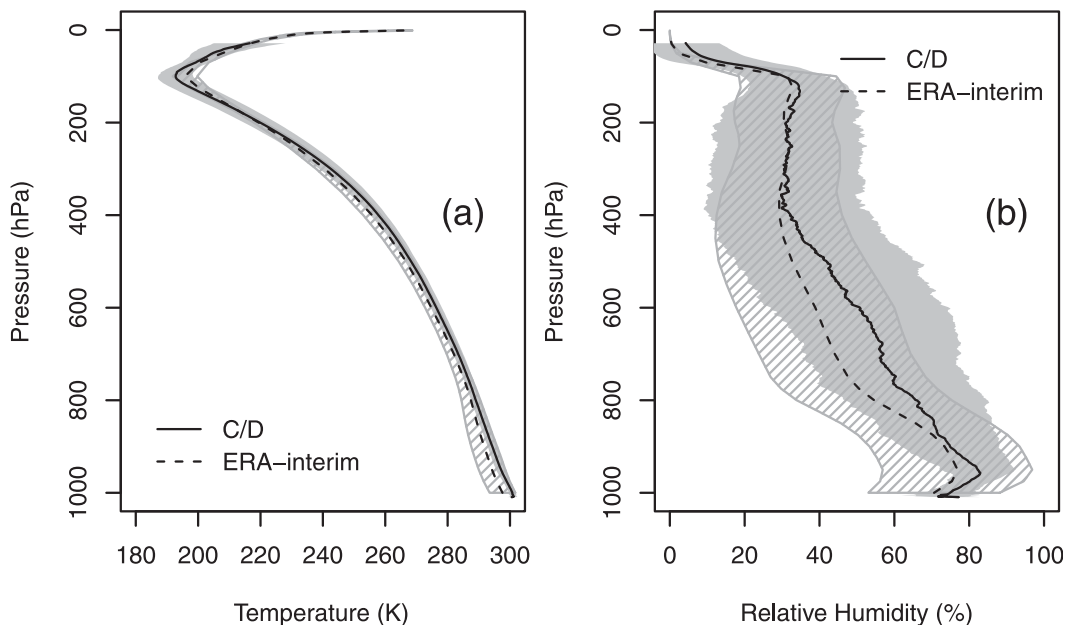 0
200
400
600
800
1000
Pressure (hPa)
(a)
C/D
ERA−interim
180 200 220 240 260 280 300
Temperature (K)
0
200
400
600
800
1000
Pressure (hPa)
C/D
ERA−interim
(b)
0 20 40 60 80 100
Relative Humidity (%)